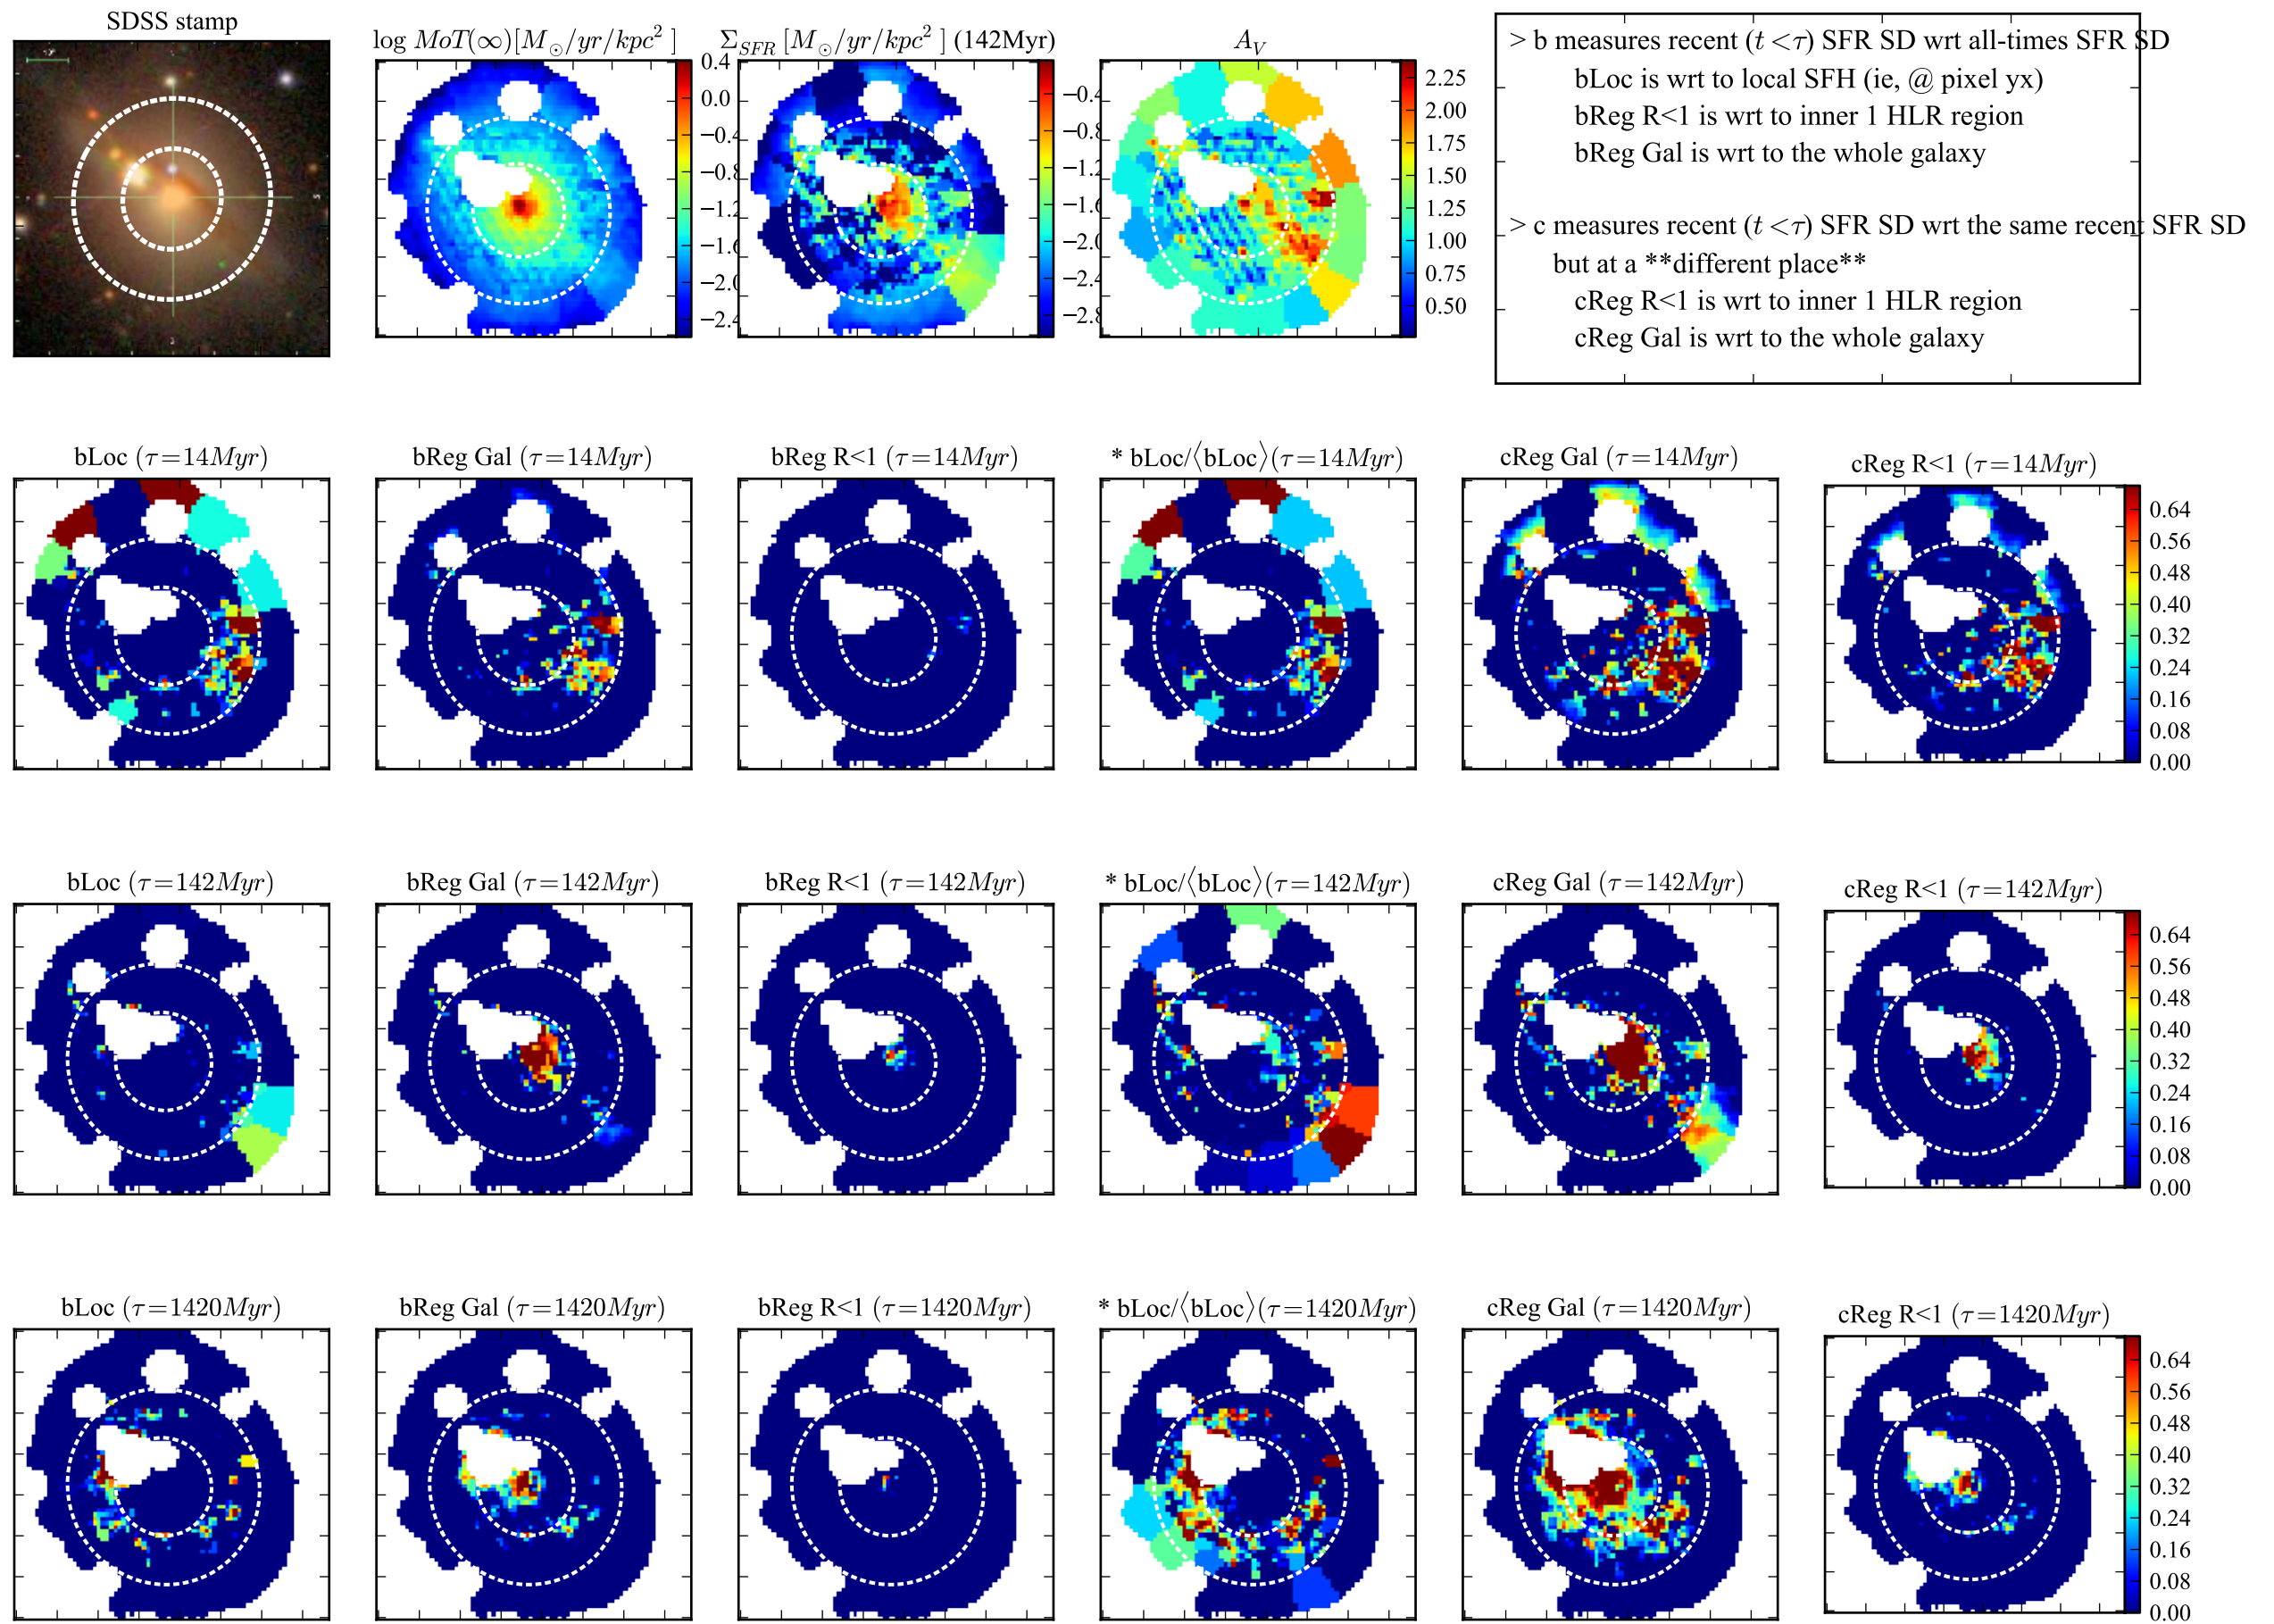 SDSS stamp
log MoT(∞)[M⊙/yr/kpc² ]
Σ_SFR [M⊙/yr/kpc² ] (142Myr)
A_V
0.4
0.0
−0.4
−0.8
−1.2
−1.6
−2.0
−2.4
−0.4
−0.8
−1.2
−1.6
−2.0
−2.4
−2.8
2.25
2.00
1.75
1.50
1.25
1.00
0.75
0.50
> b measures recent (t <τ) SFR SD wrt all-times SFR SD
bLoc is wrt to local SFH (ie, @ pixel yx)
bReg R<1 is wrt to inner 1 HLR region
bReg Gal is wrt to the whole galaxy
> c measures recent (t <τ) SFR SD wrt the same recent SFR SD
but at a **different place**
cReg R<1 is wrt to inner 1 HLR region
cReg Gal is wrt to the whole galaxy
bLoc (τ=14Myr)
bReg Gal (τ=14Myr)
bReg R<1 (τ=14Myr)
* bLoc/⟨bLoc⟩(τ=14Myr)
cReg Gal (τ=14Myr)
cReg R<1 (τ=14Myr)
0.64
0.56
0.48
0.40
0.32
0.24
0.16
0.08
0.00
bLoc (τ=142Myr)
bReg Gal (τ=142Myr)
bReg R<1 (τ=142Myr)
* bLoc/⟨bLoc⟩(τ=142Myr)
cReg Gal (τ=142Myr)
cReg R<1 (τ=142Myr)
0.64
0.56
0.48
0.40
0.32
0.24
0.16
0.08
0.00
bLoc (τ=1420Myr)
bReg Gal (τ=1420Myr)
bReg R<1 (τ=1420Myr)
* bLoc/⟨bLoc⟩(τ=1420Myr)
cReg Gal (τ=1420Myr)
cReg R<1 (τ=1420Myr)
0.64
0.56
0.48
0.40
0.32
0.24
0.16
0.08
0.00